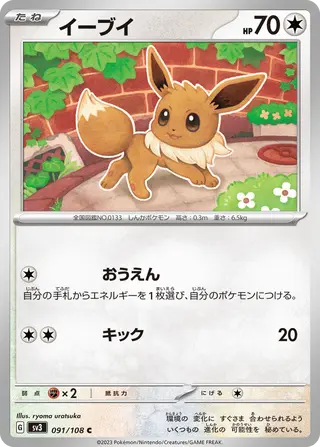 たね
イーブイ
HP70
全国図鑑NO.0133 しんかポケモン 高さ:0.3m 重さ:6.5kg
おうえん
自分の手札からエネルギーを1枚選び、自分のポケモンにつける。
キック 20
弱点 ×2 抵抗力 にげる
Illus. ryoma uratsuka
G sv3 091/108 C
環境の変化にすぐさま合わせられるよう
いくつもの進化の可能性を秘めている。
©2023 Pokémon/Nintendo/Creatures/GAME FREAK.